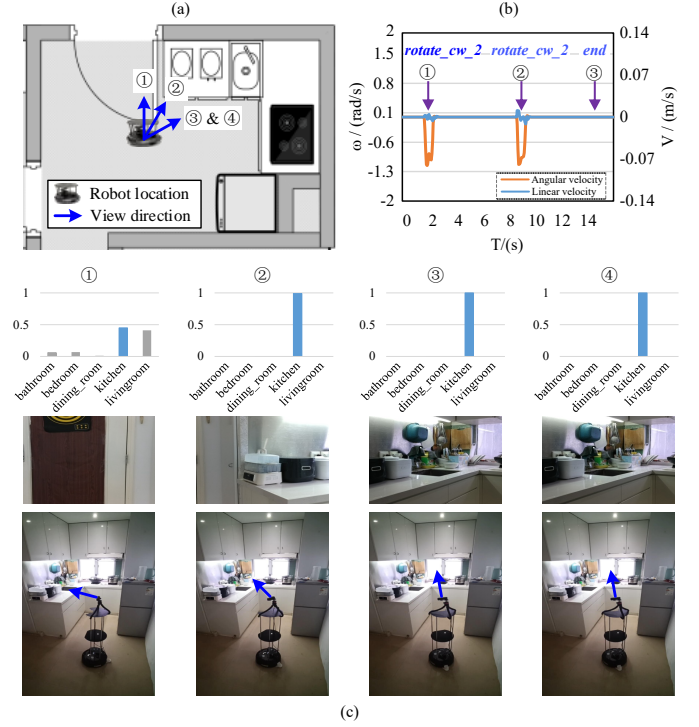 (a)
(b)
①
②
③ & ④
Robot location
View direction
ω / (rad/s)
2
1.5
0.8
0.1
-0.6
-1.3
-2
rotate_cw_2 rotate_cw_2 end
① ② ③
Angular velocity
Linear velocity
0.14
0.07
0
-0.07
-0.14
V / (m/s)
0 2 4 6 8 10 12 14
T/(s)
①
1
0.5
0
bathroom
bedroom
dining_room
kitchen
livingroom
②
1
0.5
0
bathroom
bedroom
dining_room
kitchen
livingroom
③
1
0.5
0
bathroom
bedroom
dining_room
kitchen
livingroom
④
1
0.5
0
bathroom
bedroom
dining_room
kitchen
livingroom
(c)